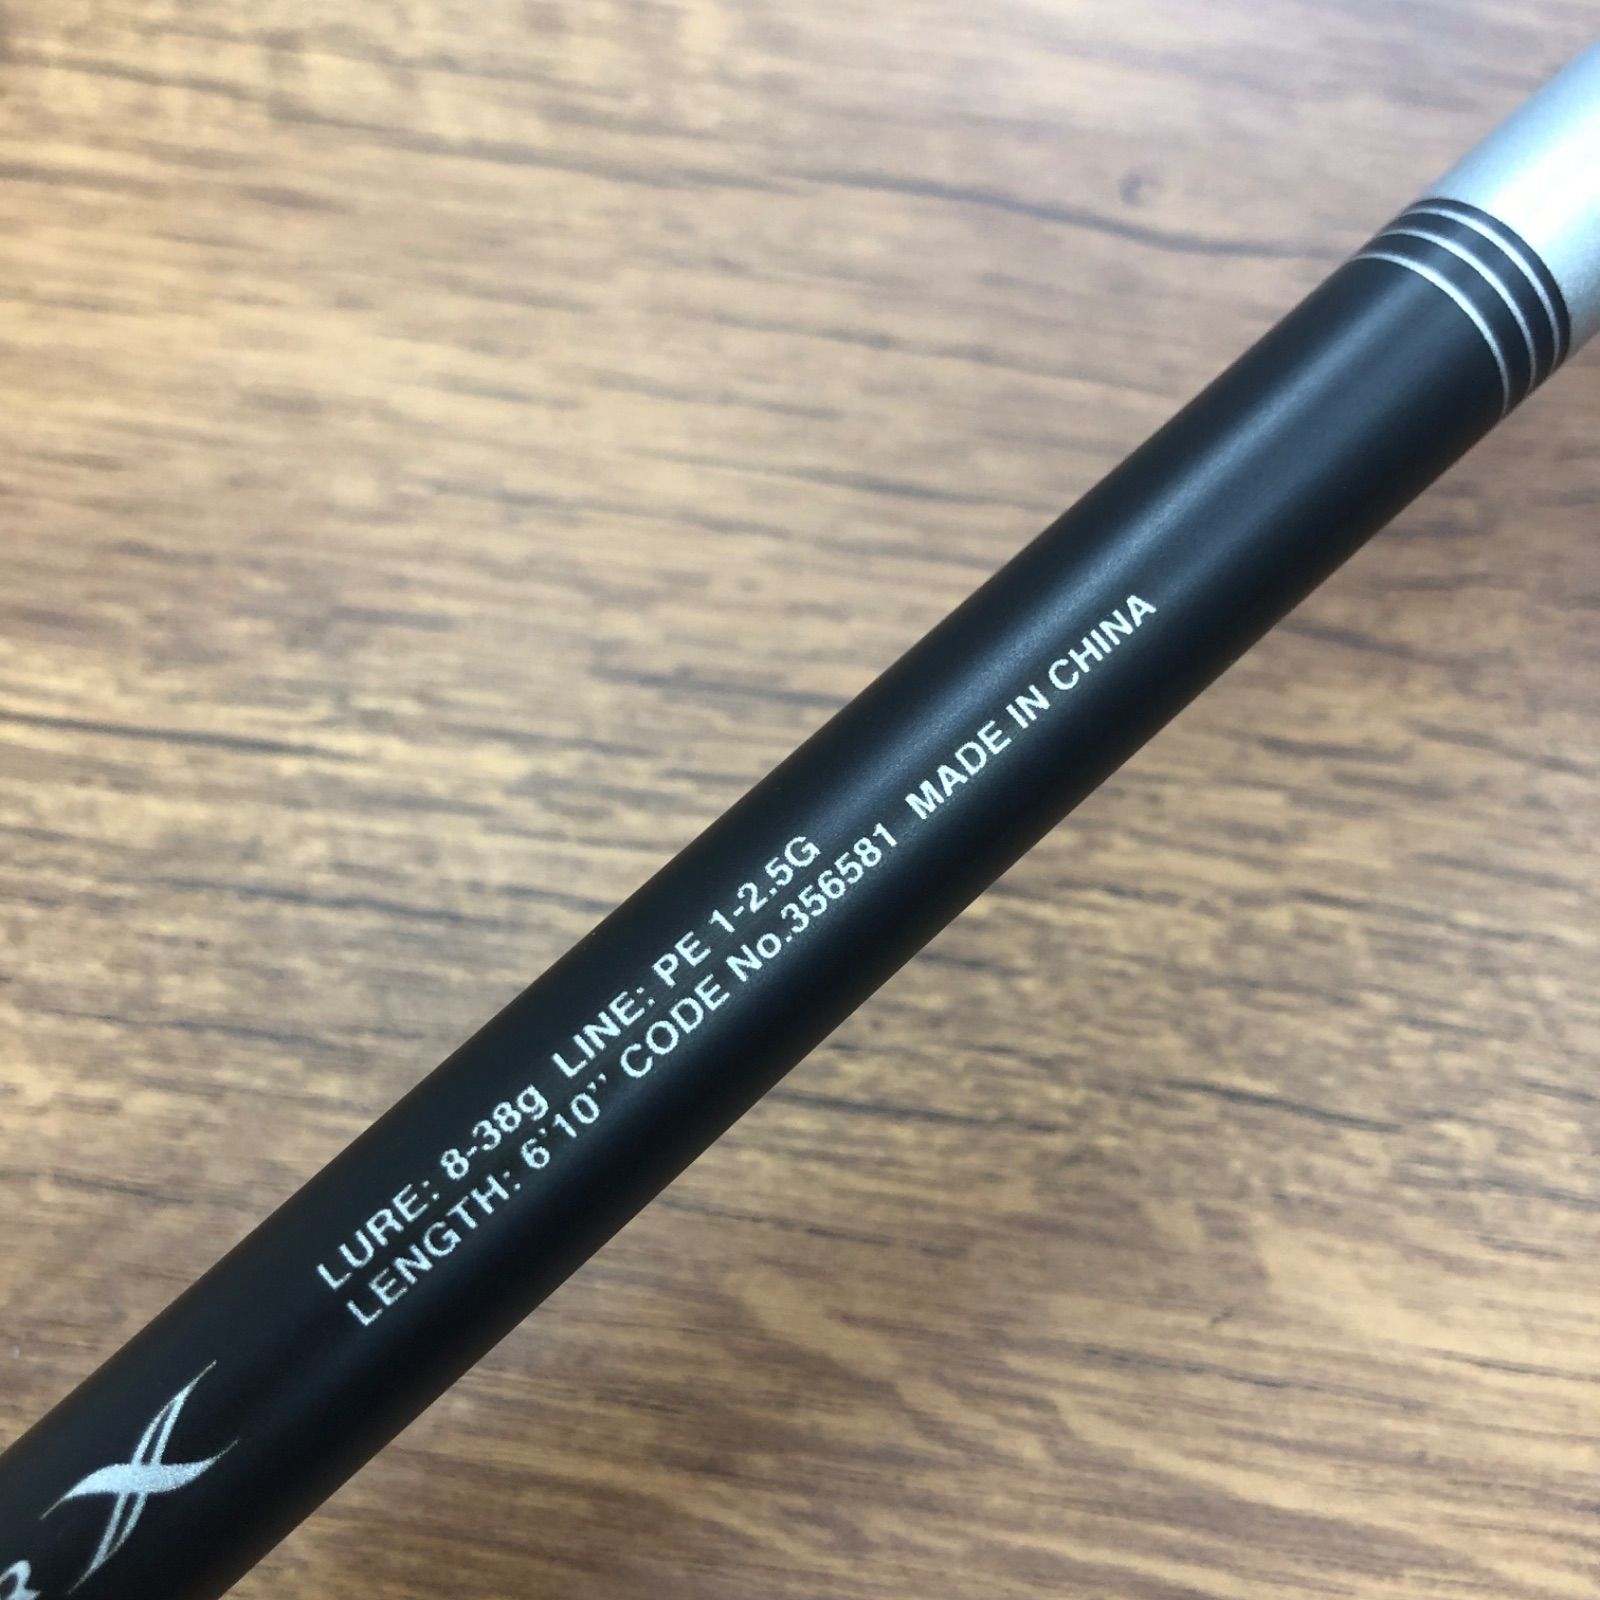 LURE: 8-38g LINE: PE 1-2.5G
LENGTH: 6'10” CODE No.356581 MADE IN CHINA
R X